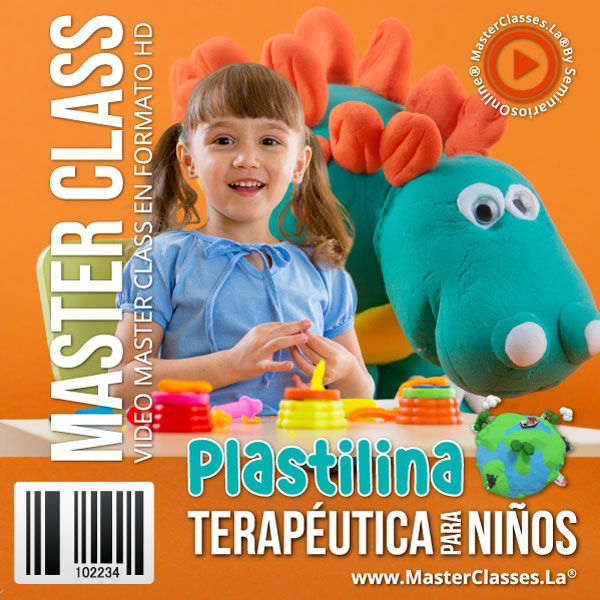 MASTER CLASS
VIDEO MASTER CLASS EN FORMATO HD
MasterClasses.La® By SeminariosOnline®
Plastilina
TERAPÉUTICA PARA NIÑOS
102234
www.MasterClasses.La®